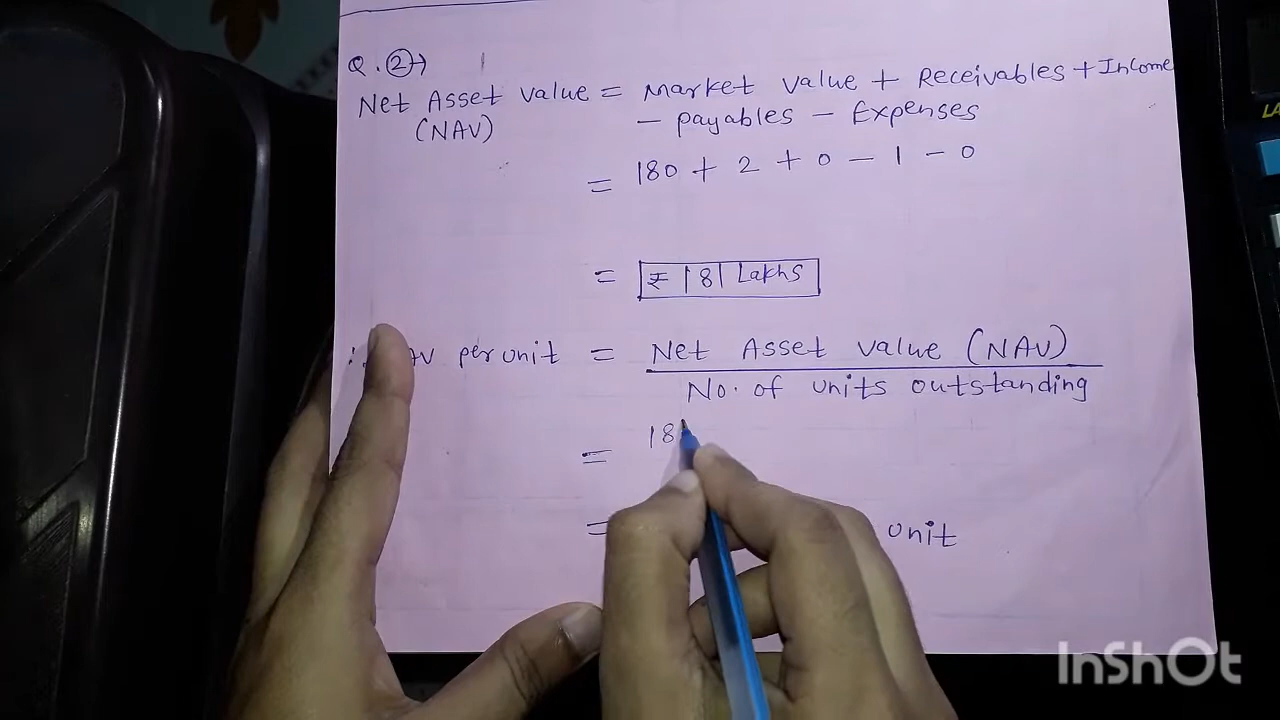 Q. 2 →
Net Asset value = market value + Receivables + Income
(NAV) - payables - Expenses
= 180 + 2 + 0 - 1 - 0
= ₹ 181 Lakhs
per unit = Net Asset value (NAV)
No. of units outstanding
= 18
= unit
InShOt